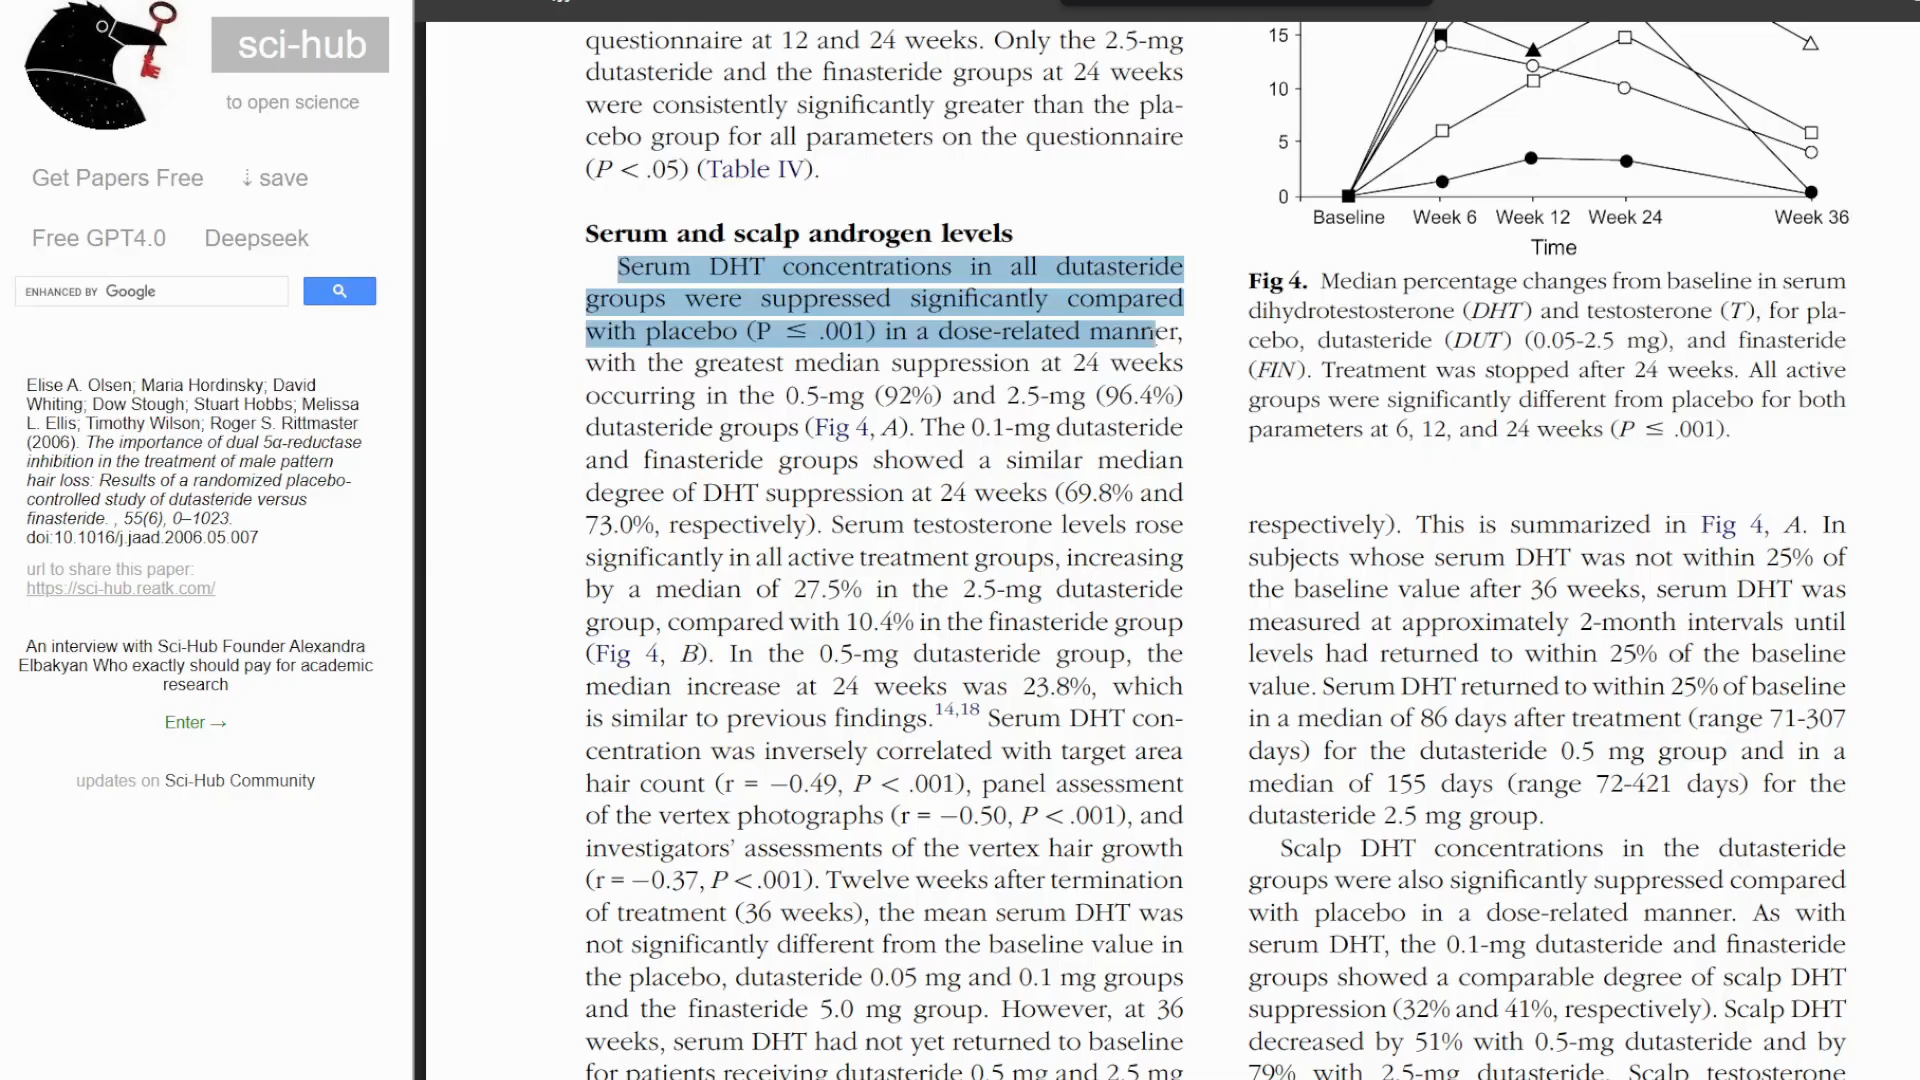 sci-hub
to open science
Get Papers Free
⇣ save
Free GPT4.0
Deepseek
ENHANCED BY Google
Elise A. Olsen; Maria Hordinsky; David
Whiting; Dow Stough; Stuart Hobbs; Melissa
L. Ellis; Timothy Wilson; Roger S. Rittmaster
(2006). The importance of dual 5α-reductase
inhibition in the treatment of male pattern
hair loss: Results of a randomized placebo-
controlled study of dutasteride versus
finasteride. , 55(6), 0–1023.
doi:10.1016/j.jaad.2006.05.007
url to share this paper:
https://sci-hub.reatk.com/
An interview with Sci-Hub Founder Alexandra
Elbakyan Who exactly should pay for academic
research
Enter →
updates on Sci-Hub Community
questionnaire at 12 and 24 weeks. Only the 2.5-mg
dutasteride and the finasteride groups at 24 weeks
were consistently significantly greater than the pla-
cebo group for all parameters on the questionnaire
(P < .05) (Table IV).
Serum and scalp androgen levels
Serum DHT concentrations in all dutasteride
groups were suppressed significantly compared
with placebo (P ≤ .001) in a dose-related manner,
with the greatest median suppression at 24 weeks
occurring in the 0.5-mg (92%) and 2.5-mg (96.4%)
dutasteride groups (Fig 4, A). The 0.1-mg dutasteride
and finasteride groups showed a similar median
degree of DHT suppression at 24 weeks (69.8% and
73.0%, respectively). Serum testosterone levels rose
significantly in all active treatment groups, increasing
by a median of 27.5% in the 2.5-mg dutasteride
group, compared with 10.4% in the finasteride group
(Fig 4, B). In the 0.5-mg dutasteride group, the
median increase at 24 weeks was 23.8%, which
is similar to previous findings.14,18 Serum DHT con-
centration was inversely correlated with target area
hair count (r = −0.49, P < .001), panel assessment
of the vertex photographs (r = −0.50, P < .001), and
investigators' assessments of the vertex hair growth
(r = −0.37, P < .001). Twelve weeks after termination
of treatment (36 weeks), the mean serum DHT was
not significantly different from the baseline value in
the placebo, dutasteride 0.05 mg and 0.1 mg groups
and the finasteride 5.0 mg group. However, at 36
weeks, serum DHT had not yet returned to baseline
for patients receiving dutasteride 0.5 mg and 2.5 mg
15
10
5
0
Baseline Week 6 Week 12 Week 24 Week 36
Time
Fig 4. Median percentage changes from baseline in serum
dihydrotestosterone (DHT) and testosterone (T), for pla-
cebo, dutasteride (DUT) (0.05-2.5 mg), and finasteride
(FIN). Treatment was stopped after 24 weeks. All active
groups were significantly different from placebo for both
parameters at 6, 12, and 24 weeks (P ≤ .001).
respectively). This is summarized in Fig 4, A. In
subjects whose serum DHT was not within 25% of
the baseline value after 36 weeks, serum DHT was
measured at approximately 2-month intervals until
levels had returned to within 25% of the baseline
value. Serum DHT returned to within 25% of baseline
in a median of 86 days after treatment (range 71-307
days) for the dutasteride 0.5 mg group and in a
median of 155 days (range 72-421 days) for the
dutasteride 2.5 mg group.
Scalp DHT concentrations in the dutasteride
groups were also significantly suppressed compared
with placebo in a dose-related manner. As with
serum DHT, the 0.1-mg dutasteride and finasteride
groups showed a comparable degree of scalp DHT
suppression (32% and 41%, respectively). Scalp DHT
decreased by 51% with 0.5-mg dutasteride and by
79% with 2.5-mg dutasteride. Scalp testosterone